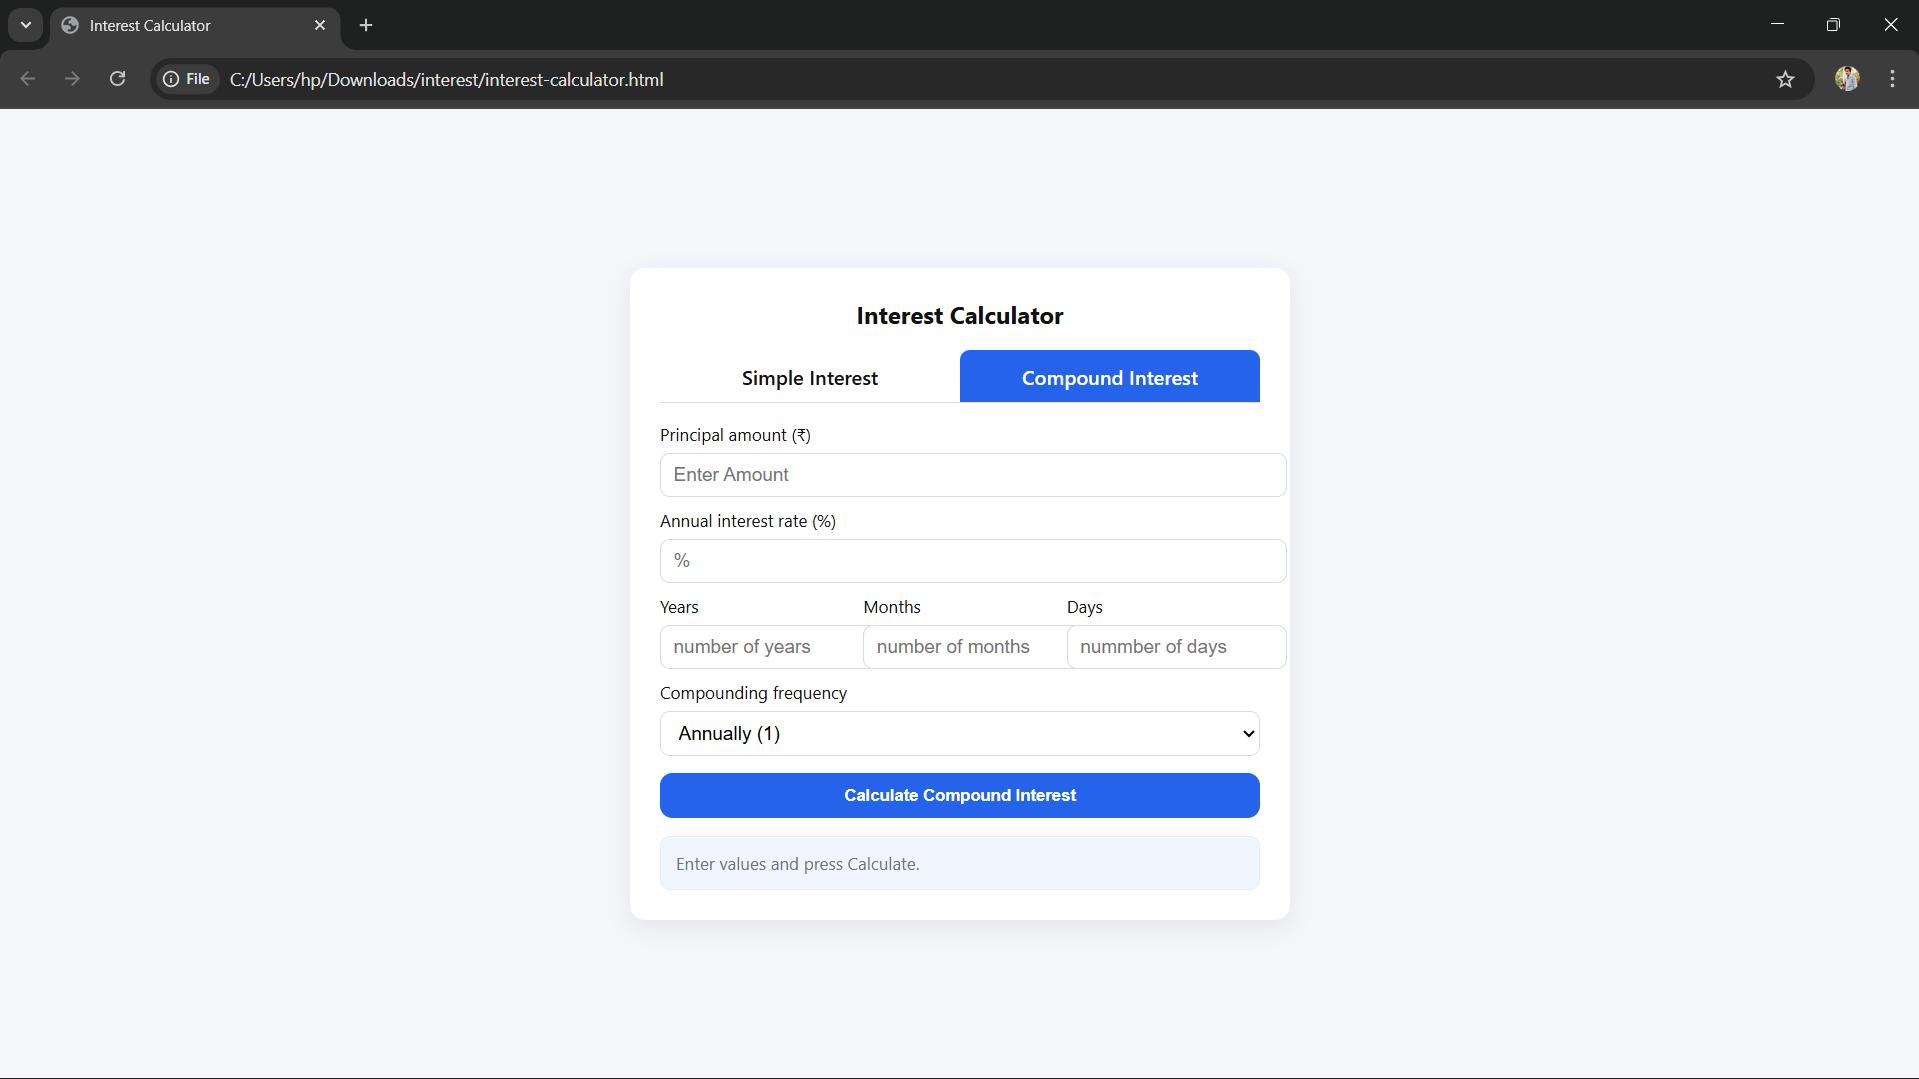 Interest Calculator
File
C:/Users/hp/Downloads/interest/interest-calculator.html
Interest Calculator
Simple Interest
Compound Interest
Principal amount (₹)
Enter Amount
Annual interest rate (%)
%
Years
Months
Days
number of years
number of months
nummber of days
Compounding frequency
Annually (1)
Calculate Compound Interest
Enter values and press Calculate.